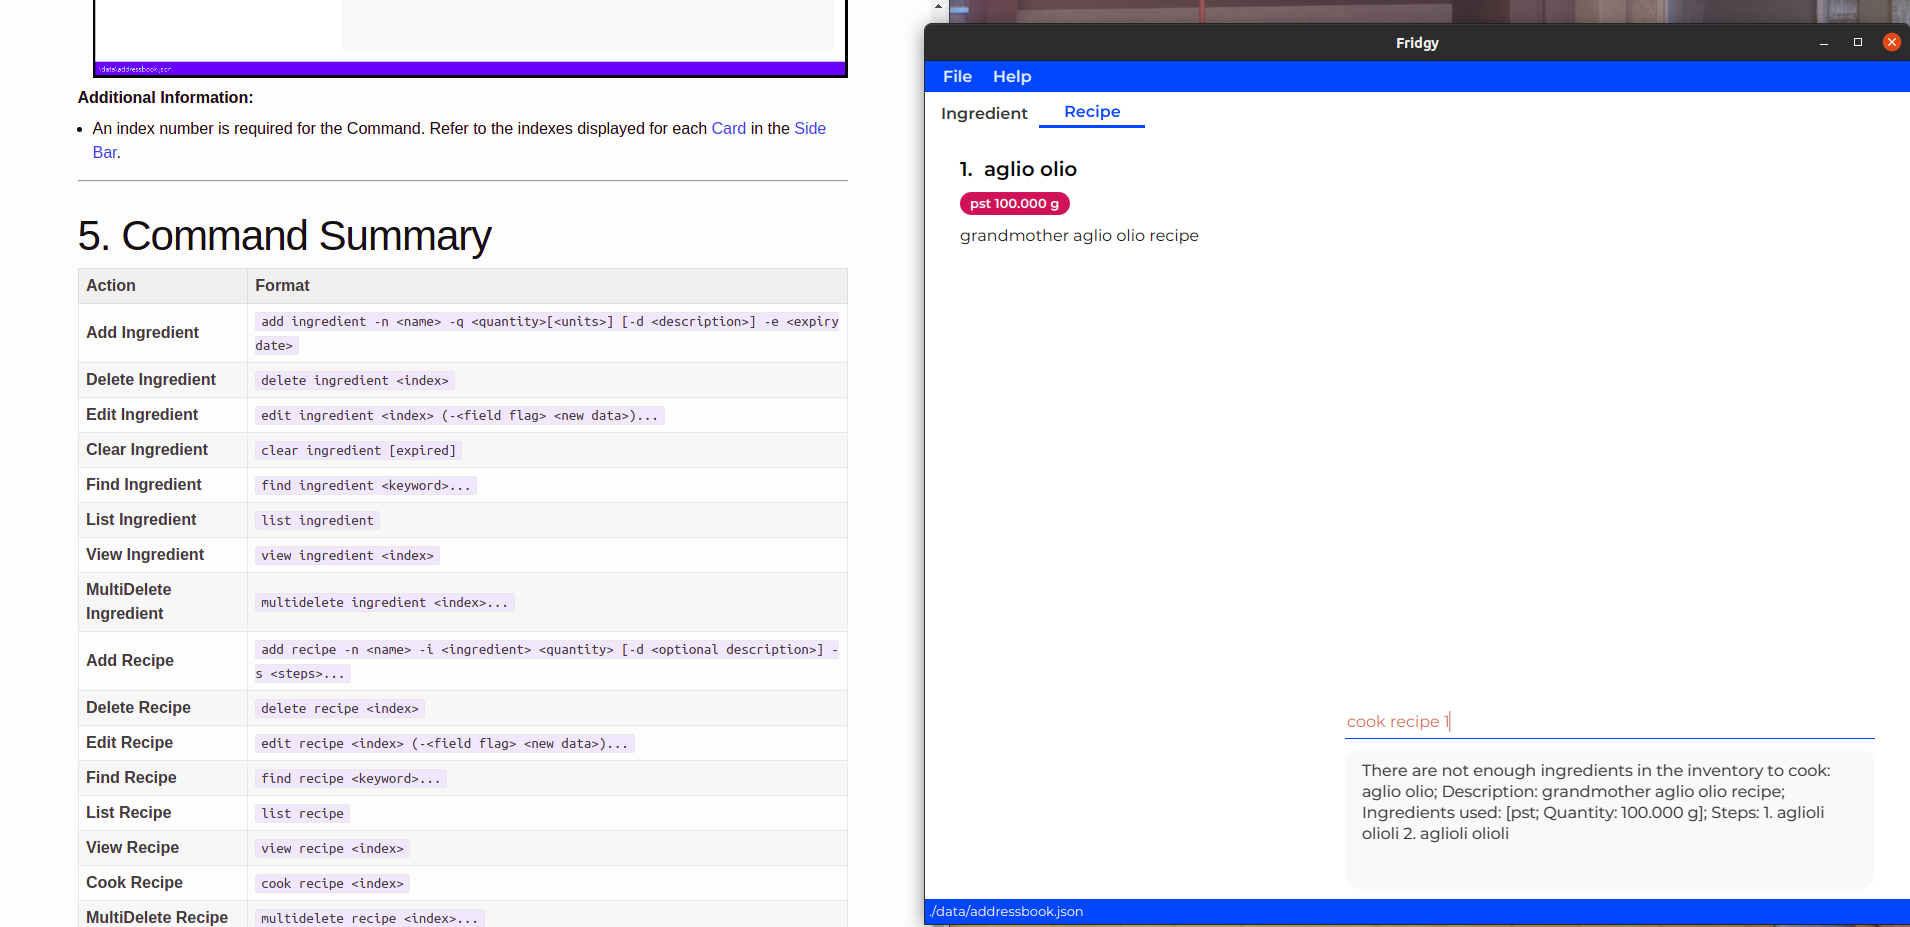 \data\addressbook.json
Additional Information:
An index number is required for the Command. Refer to the indexes displayed for each Card in the Side
Bar.
5. Command Summary
Action Format
Add Ingredient add ingredient -n <name> -q <quantity>[<units>] [-d <description>] -e <expiry
date>
Delete Ingredient delete ingredient <index>
Edit Ingredient edit ingredient <index> (-<field flag> <new data>)...
Clear Ingredient clear ingredient [expired]
Find Ingredient find ingredient <keyword>...
List Ingredient list ingredient
View Ingredient view ingredient <index>
MultiDelete
Ingredient multidelete ingredient <index>...
Add Recipe add recipe -n <name> -i <ingredient> <quantity> [-d <optional description>] -
s <steps>...
Delete Recipe delete recipe <index>
Edit Recipe edit recipe <index> (-<field flag> <new data>)...
Find Recipe find recipe <keyword>...
List Recipe list recipe
View Recipe view recipe <index>
Cook Recipe cook recipe <index>
MultiDelete Recipe multidelete recipe <index>...
Fridgy
File Help
Ingredient Recipe
1. aglio olio
pst 100.000 g
grandmother aglio olio recipe
cook recipe 1
There are not enough ingredients in the inventory to cook:
aglio olio; Description: grandmother aglio olio recipe;
Ingredients used: [pst; Quantity: 100.000 g]; Steps: 1. aglioli
olioli 2. aglioli olioli
./data/addressbook.json